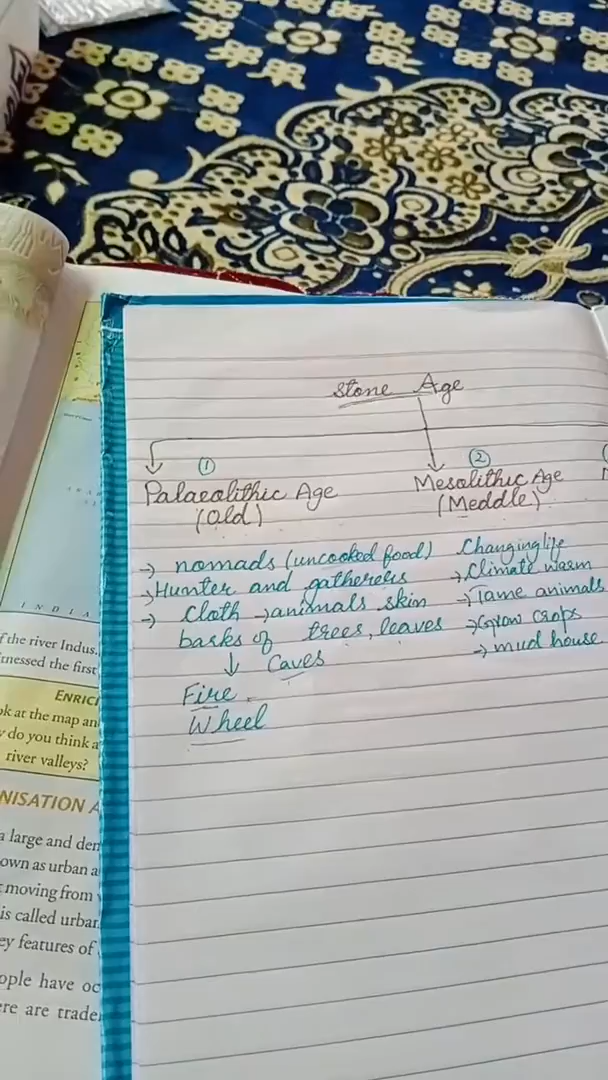 Stone Age
①
Palaeolithic Age
(Old)
→ nomads (uncooked food)
→ Hunter and gatherers
→ Cloth → animals skin
barks of trees, leaves
↓ Caves
Fire
Wheel
②
Mesolithic Age
(Meddle)
Changing life
→ Climate warm
→ Tame animals
→ Grow crops
→ mud house
I N D I A
f the river Indus.
tnessed the first
ENRIC
ok at the map an
do you think a
river valleys?
NISATION A
a large and den
own as urban a
moving from
is called urban
ey features of
ople have oc
ere are trade